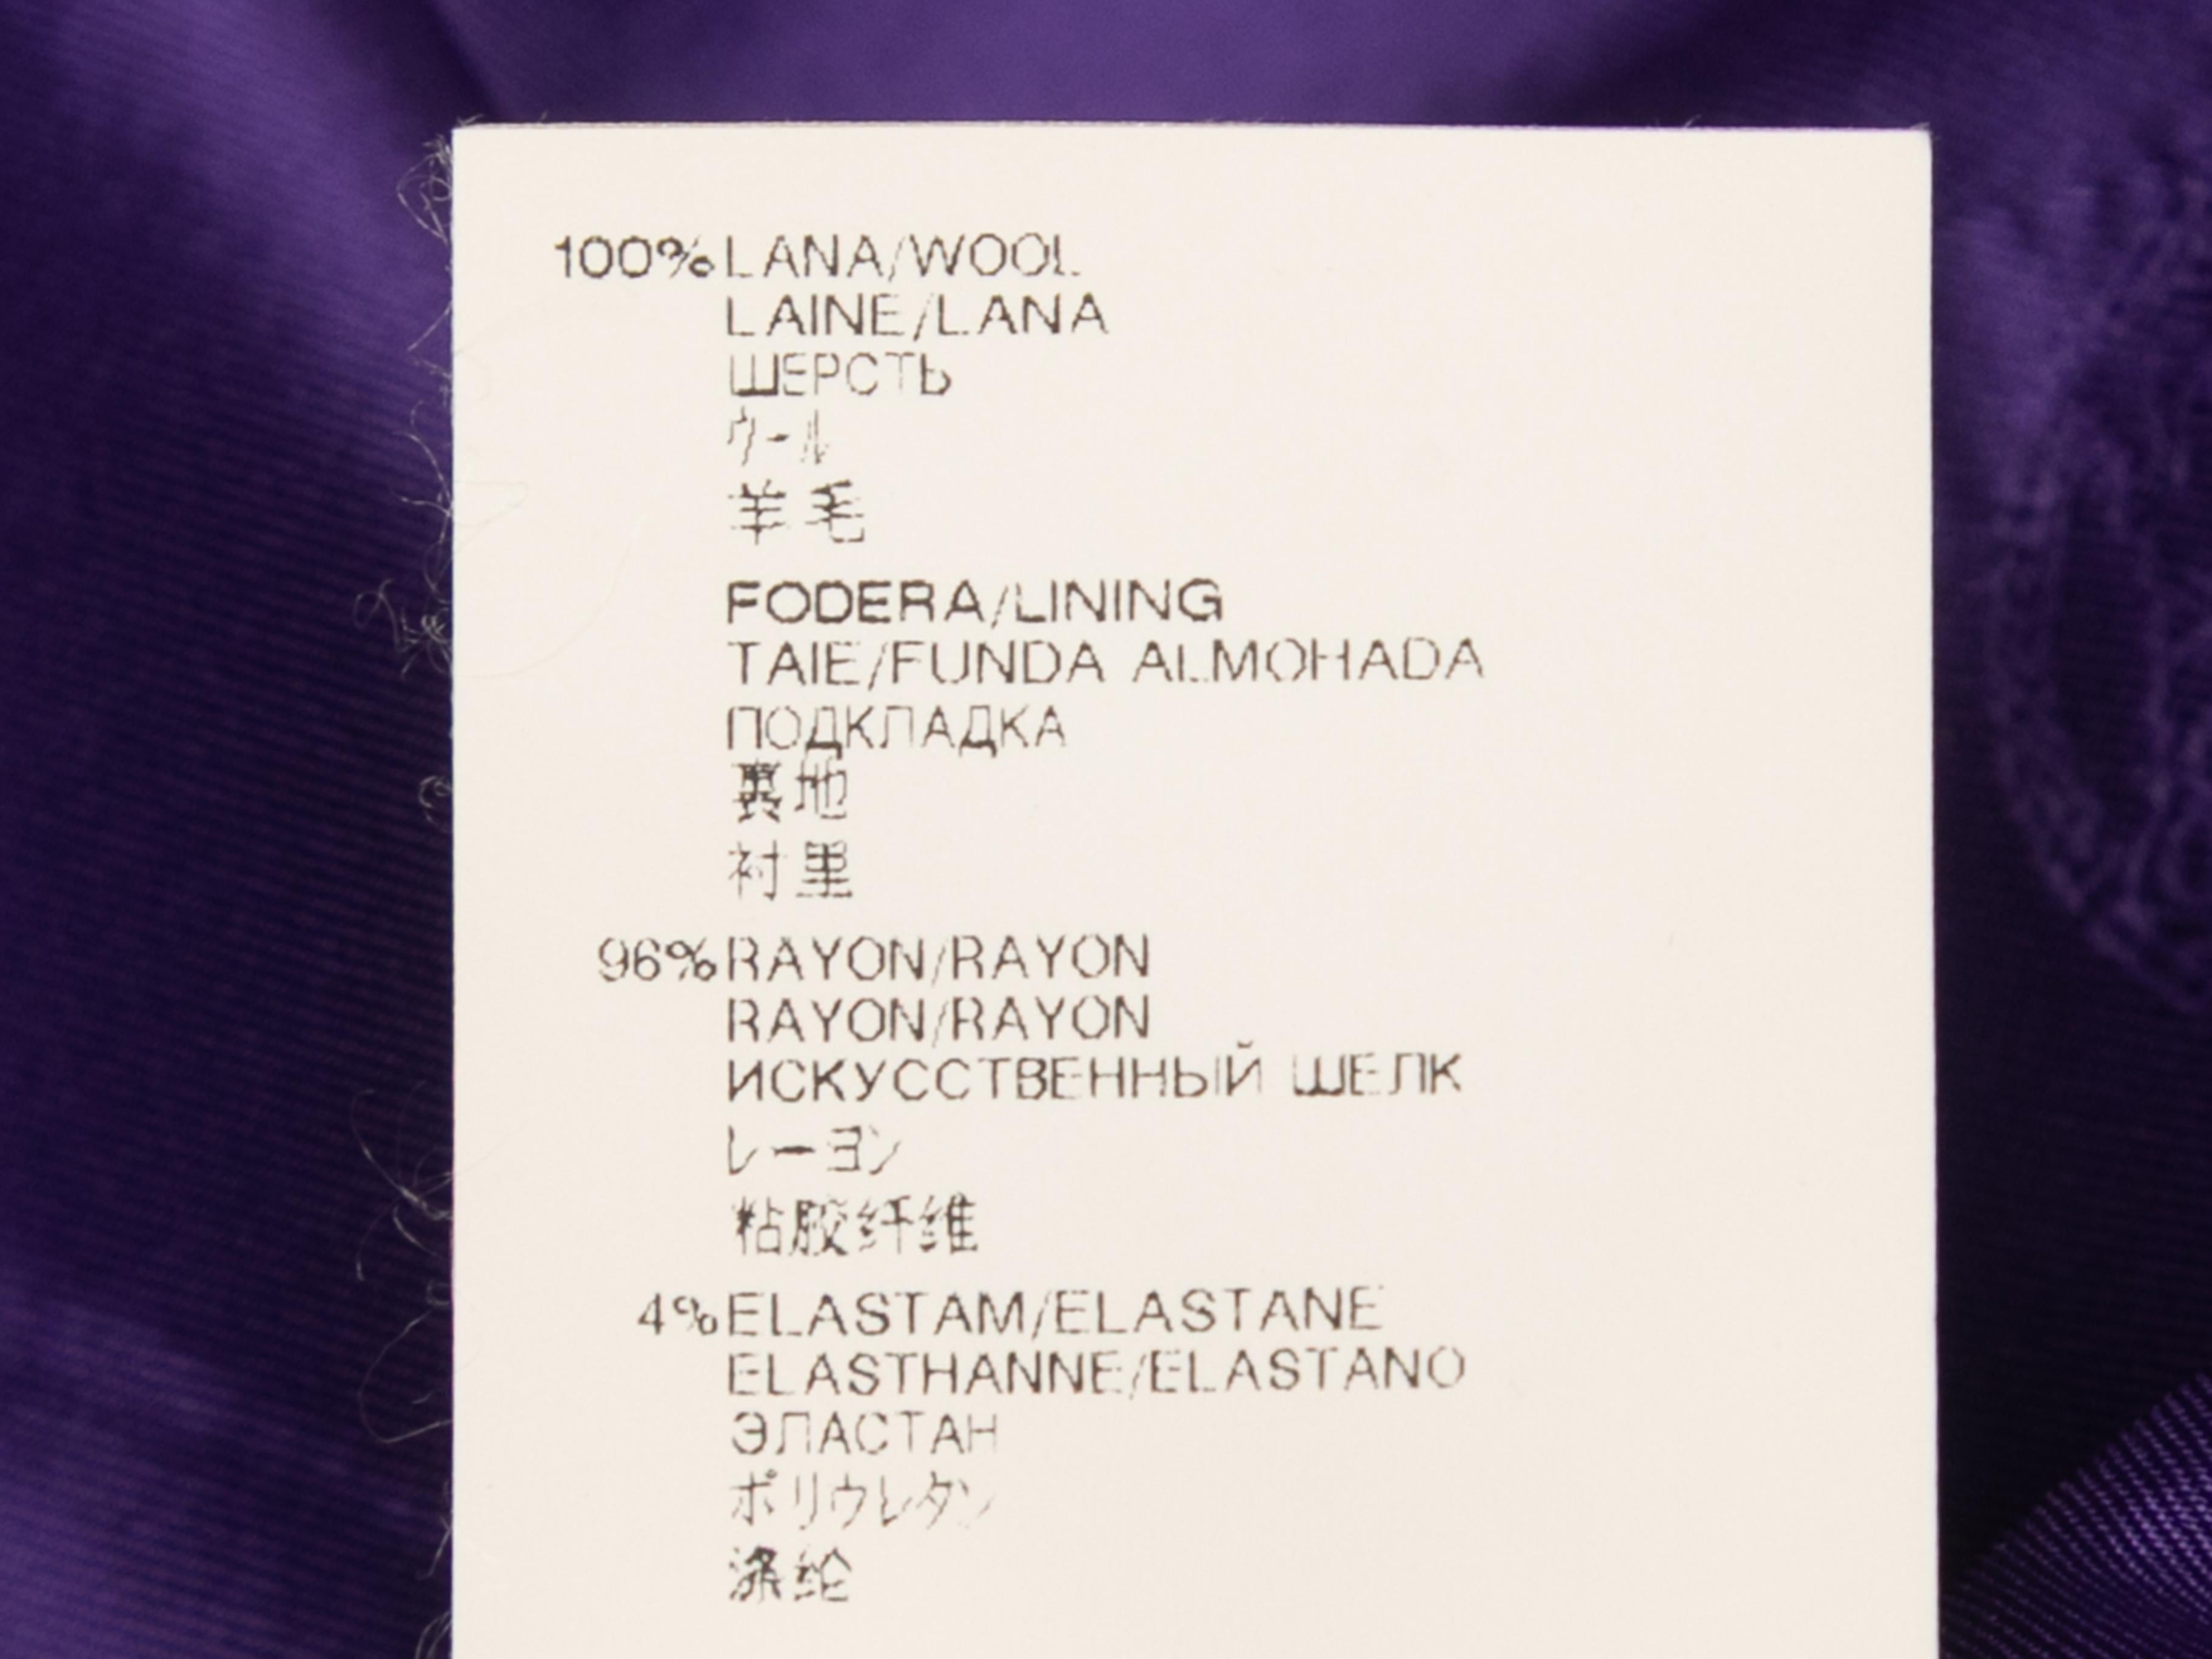 100% LANA/WOOL
LAINE/LANA
ШЕРСТЬ
ウール
羊毛
FODERA/LINING
TAIE/FUNDA ALMOHADA
ПОДКЛАДКА
裏地
衬里
96% RAYON/RAYON
RAYON/RAYON
ИСКУССТВЕННЫЙ ШЕЛК
レーヨン
粘胶纤维
4% ELASTAM/ELASTANE
ELASTHANNE/ELASTANO
ЭЛАСТАН
ポリウレタン
涤纶